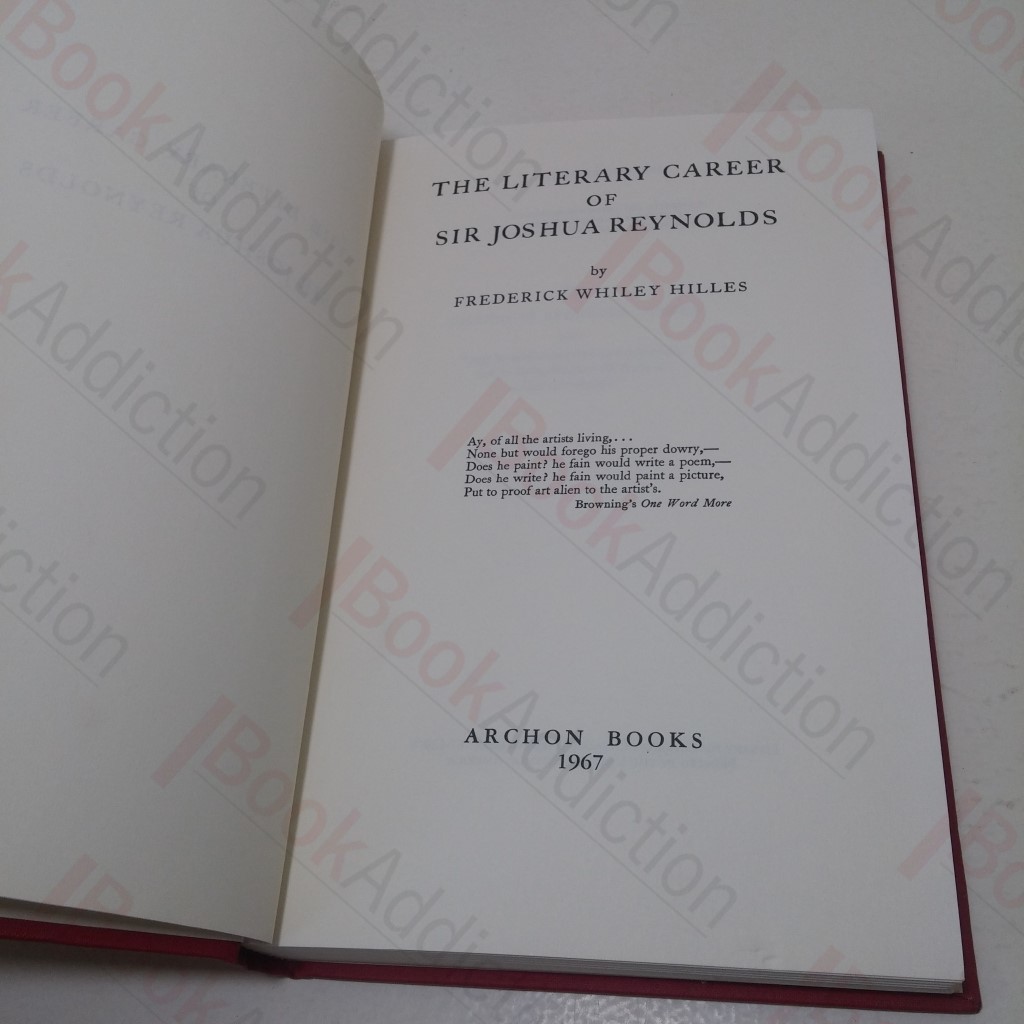 THE LITERARY CAREER
OF
SIR JOSHUA REYNOLDS
by
FREDERICK WHILEY HILLES
Ay, of all the artists living,...
None but would forego his proper dowry,—
Does he paint? he fain would write a poem,—
Does he write? he fain would paint a picture,
Put to proof art alien to the artist's.
Browning's One Word More
ARCHON BOOKS
1967
BookAddiction